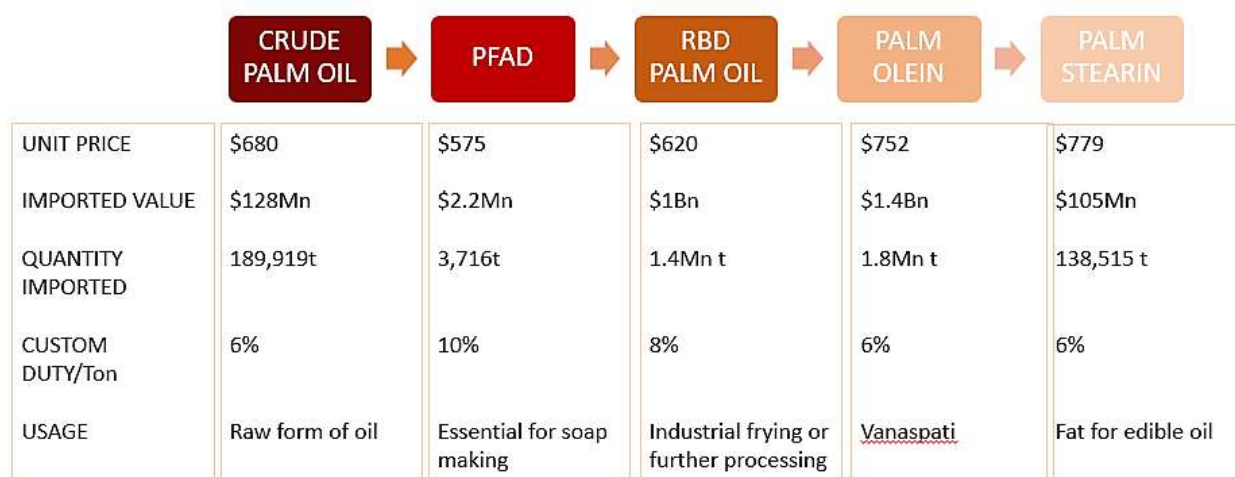 CRUDE
PALM OIL
PFAD
RBD
PALM OIL
PALM
OLEIN
PALM
STEARIN
UNIT PRICE $680 $575 $620 $752 $779
IMPORTED VALUE $128Mn $2.2Mn $1Bn $1.4Bn $105Mn
QUANTITY
IMPORTED
189,919t 3,716t 1.4Mn t 1.8Mn t 138,515 t
CUSTOM
DUTY/Ton
6% 10% 8% 6% 6%
USAGE
Raw form of oil
Essential for soap
making
Industrial frying or
further processing
Vanaspati
Fat for edible oil